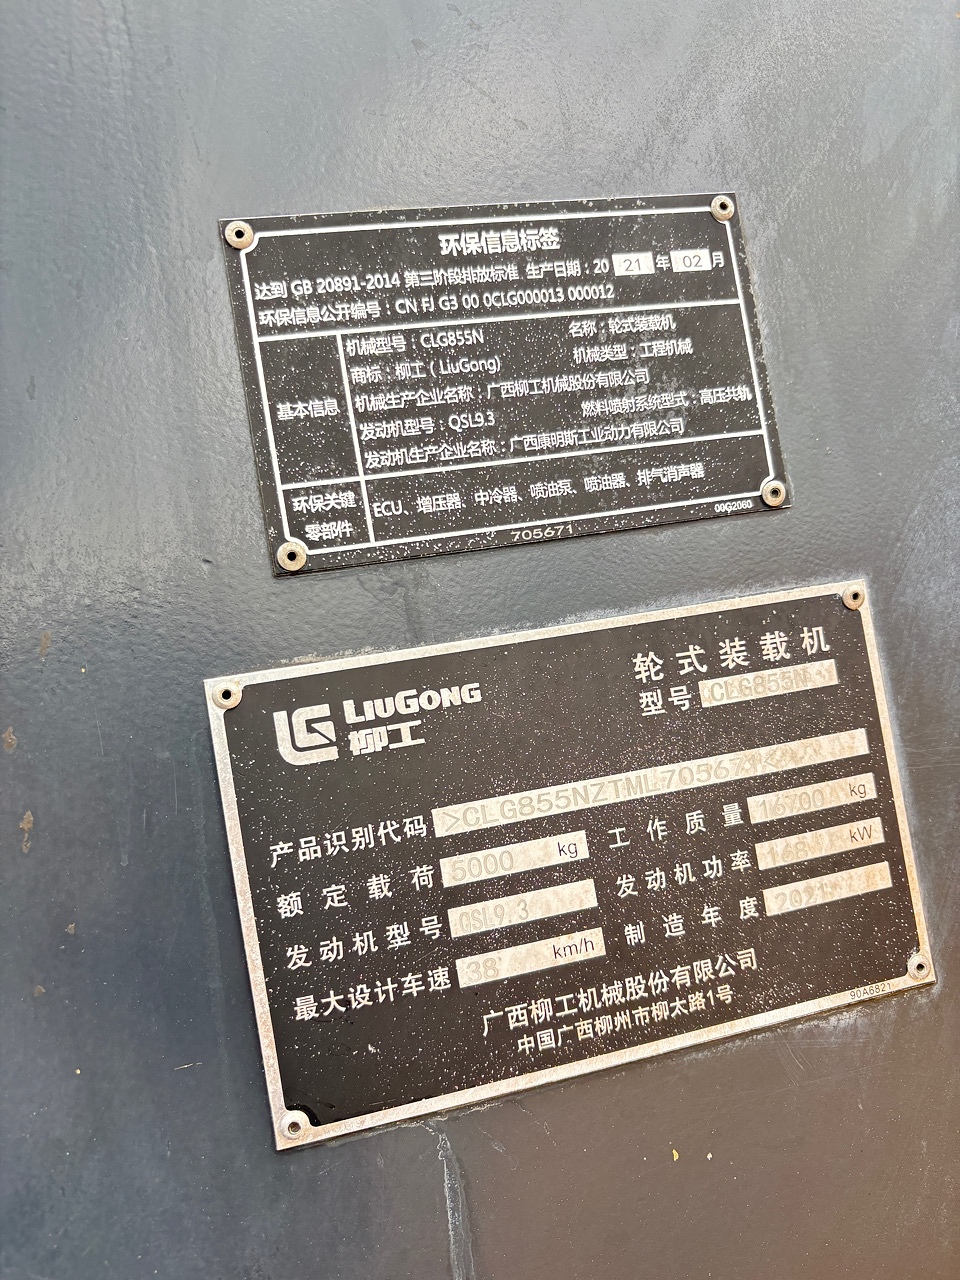 环保信息标签
达到 GB 20891-2014 第三阶段排放标准 生产日期：20 21 年 02 月
环保信息公开编号：CN FJ G3 00 0CLG000013 000012
基本信息
机械型号：CLG855N 名称：轮式装载机
商标：柳工（LiuGong） 机械类型：工程机械
机械生产企业名称：广西柳工机械股份有限公司
发动机型号：QSL9.3 燃料喷射系统型式：高压共轨
发动机生产企业名称：广西康明斯工业动力有限公司
环保关键零部件
ECU、增压器、中冷器、喷油泵、喷油器、排气消声器
00G2060
705671
LG LIUGONG 柳工
轮式装载机
型号 CLG855N
产品识别代码 >CLG855NZTML705671<
额定载荷 5000 kg 工作质量 16700 kg
发动机型号 QSL9.3 发动机功率 168 kW
最大设计车速 38 km/h 制造年度 2021
广西柳工机械股份有限公司
中国广西柳州市柳太路1号
90A6821